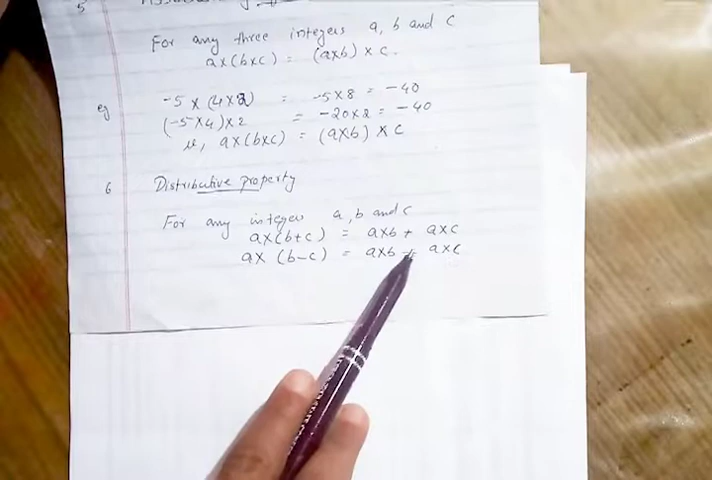 5
For any three integers a, b and c
a×(b×c) = (a×b) × c.
eg -5 × (4×2) = -5×8 = -40
(-5×4)×2 = -20×2 = -40
ie, a×(b×c) = (a×b) × c
6 Distributive property
For any integers a, b and c
a×(b+c) = a×b + a×c
a× (b-c) = a×b - a×c